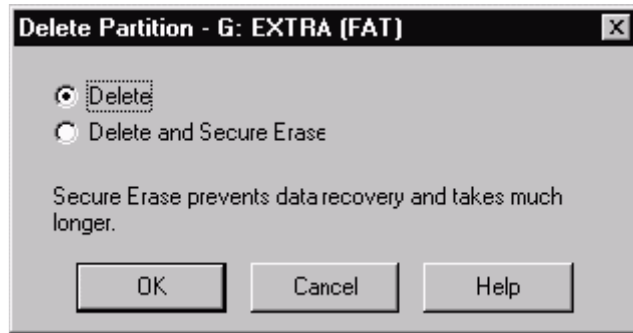 Delete Partition - G: EXTRA (FAT)
Delete
Delete and Secure Erase
Secure Erase prevents data recovery and takes much
longer.
OK Cancel Help